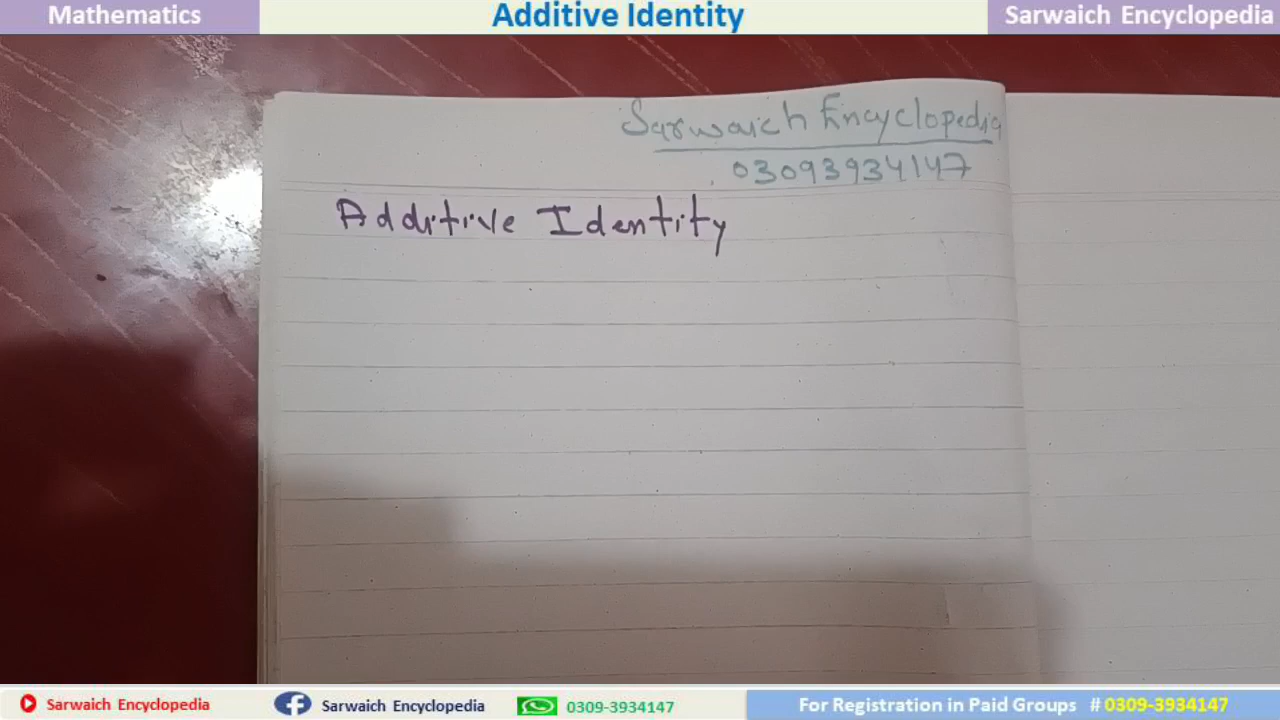 Mathematics
Additive Identity
Sarwaich Encyclopedia
Sarwaich Encyclopedia
03093934147
Additive Identity
Sarwaich Encyclopedia
Sarwaich Encyclopedia
0309-3934147
For Registration in Paid Groups # 0309-3934147